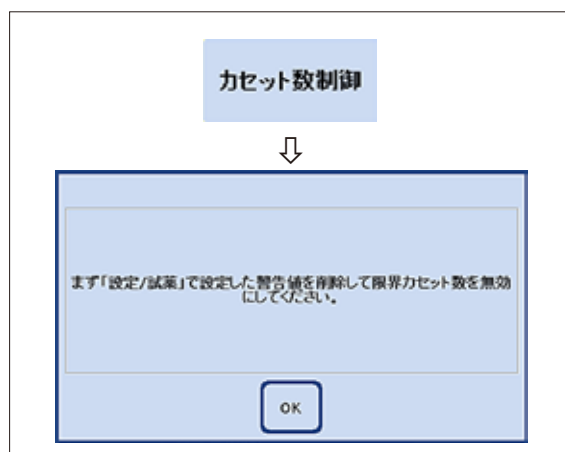 カセット数制御
⇩
まず「設定/試薬」で設定した警告値を削除して限界カセット数を無効
にしてください。
OK